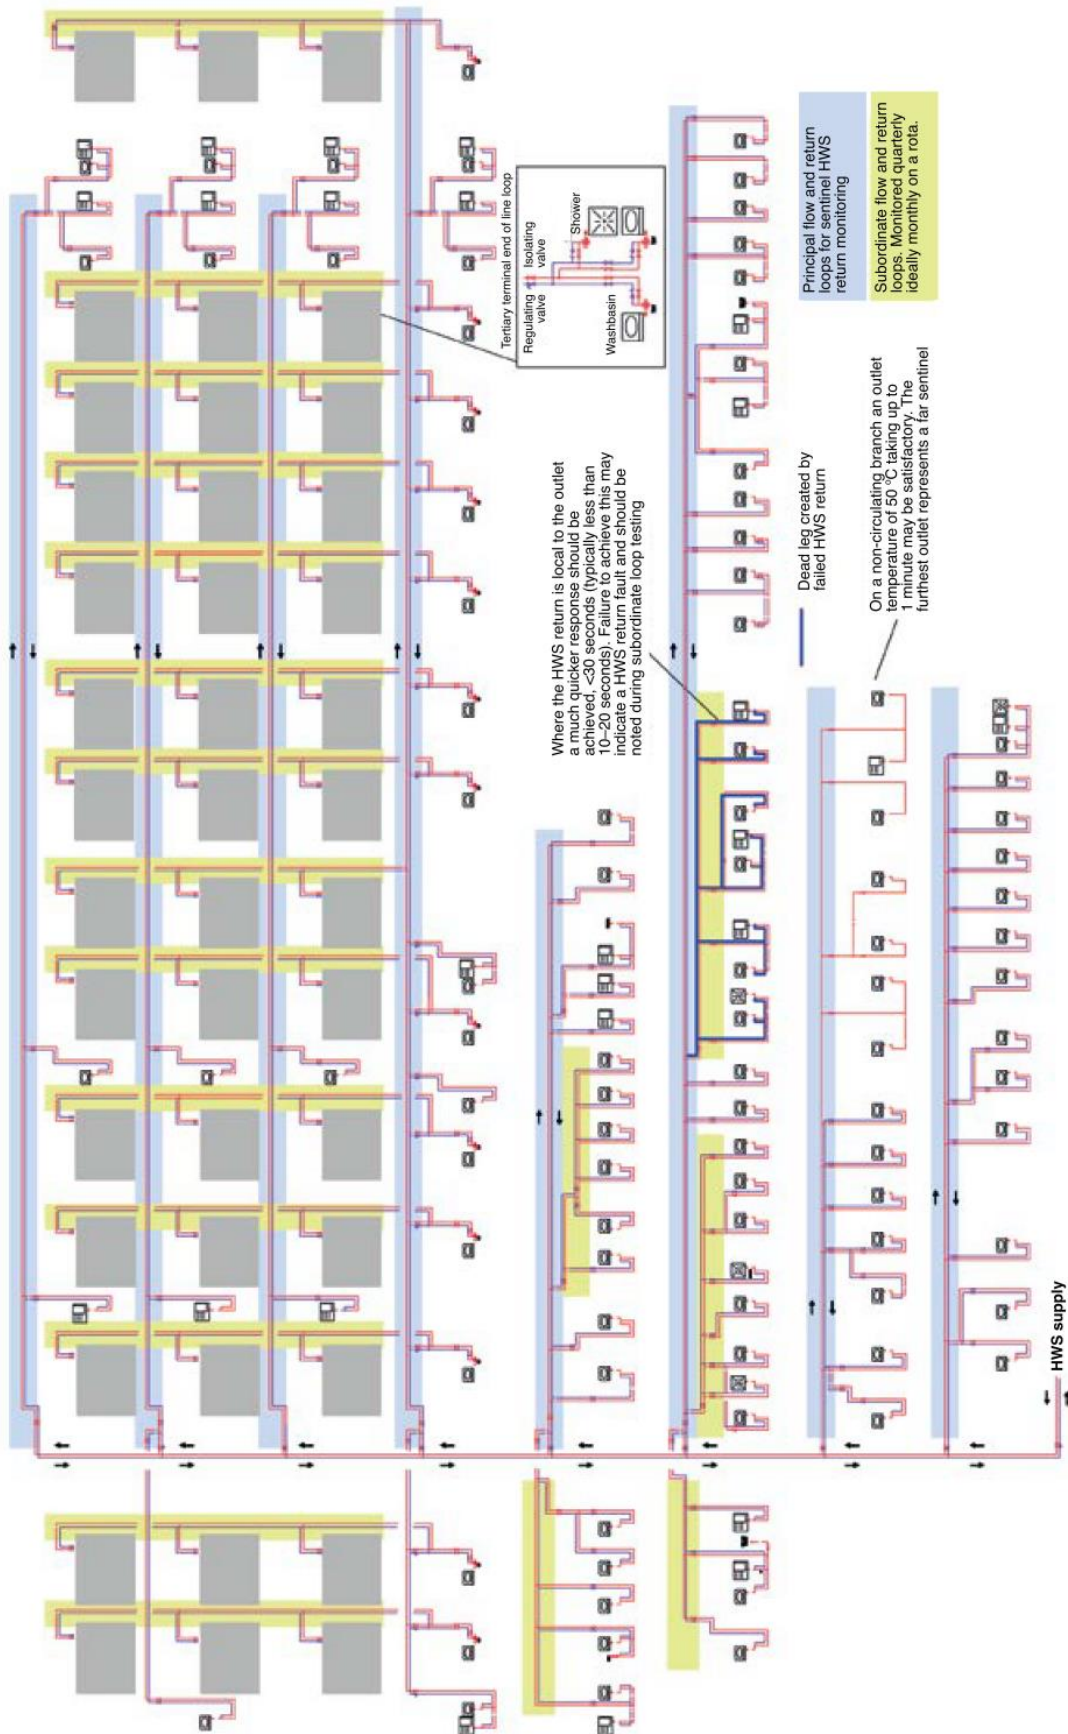 Tertiary terminal end of line loop
Regulating
valve
Isolating
valve
Shower
Washbasin
Principal flow and return
loops for sentinel HWS
return monitoring
Subordinate flow and return
loops. Monitored quarterly
ideally monthly on a rota.
Where the HWS return is local to the outlet
a much quicker response should be
achieved, <30 seconds (typically less than
10–20 seconds). Failure to achieve this may
indicate a HWS return fault and should be
noted during subordinate loop testing
Dead leg created by
failed HWS return
On a non-circulating branch an outlet
temperature of 50 °C taking up to
1 minute may be satisfactory. The
furthest outlet represents a far sentinel
HWS supply